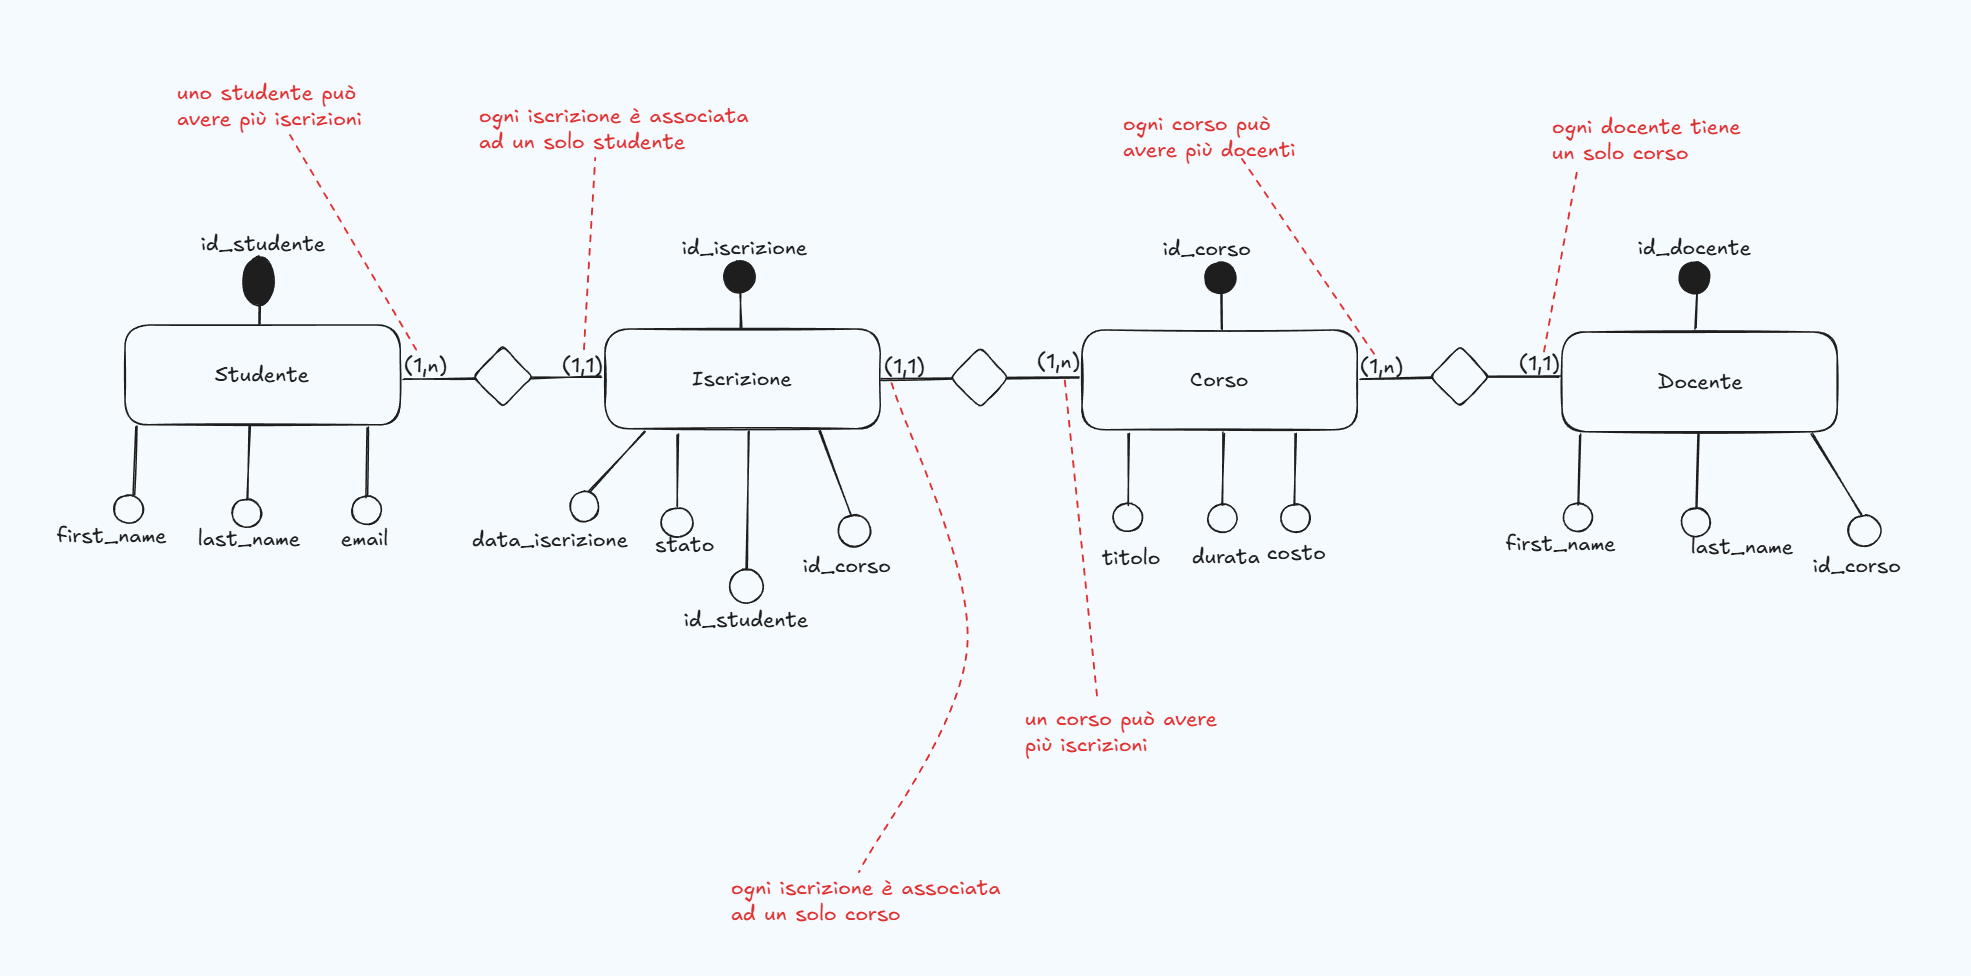 uno studente può
avere più iscrizioni
ogni iscrizione è associata
ad un solo studente
ogni corso può
avere più docenti
ogni docente tiene
un solo corso
id_studente
id_iscrizione
id_corso
id_docente
(1,n)
(1,1)
(1,1)
(1,n)
(1,n)
(1,1)
Studente
Iscrizione
Corso
Docente
first_name
last_name
email
data_iscrizione
stato
id_studente
id_corso
titolo
durata
costo
first_name
last_name
id_corso
un corso può avere
più iscrizioni
ogni iscrizione è associata
ad un solo corso